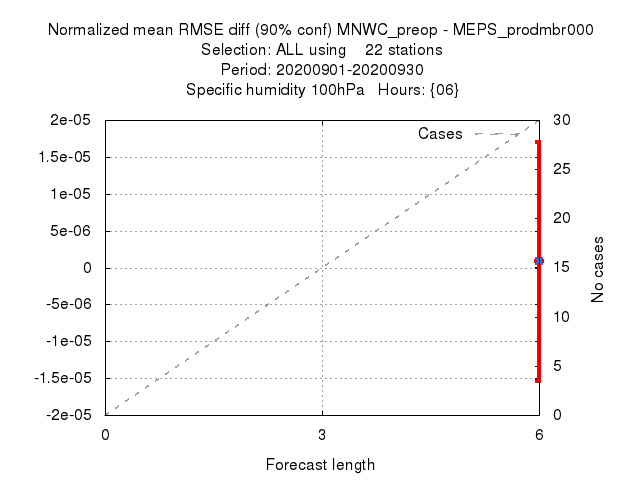 Normalized mean RMSE diff (90% conf) MNWC_preop - MEPS_prodmbr000
Selection: ALL using    22 stations
Period: 20200901-20200930
Specific humidity 100hPa   Hours: {06}
Cases
2e-05
1.5e-05
1e-05
5e-06
0
-5e-06
-1e-05
-1.5e-05
-2e-05
30
25
20
15
10
5
0
No cases
0 3 6
Forecast length